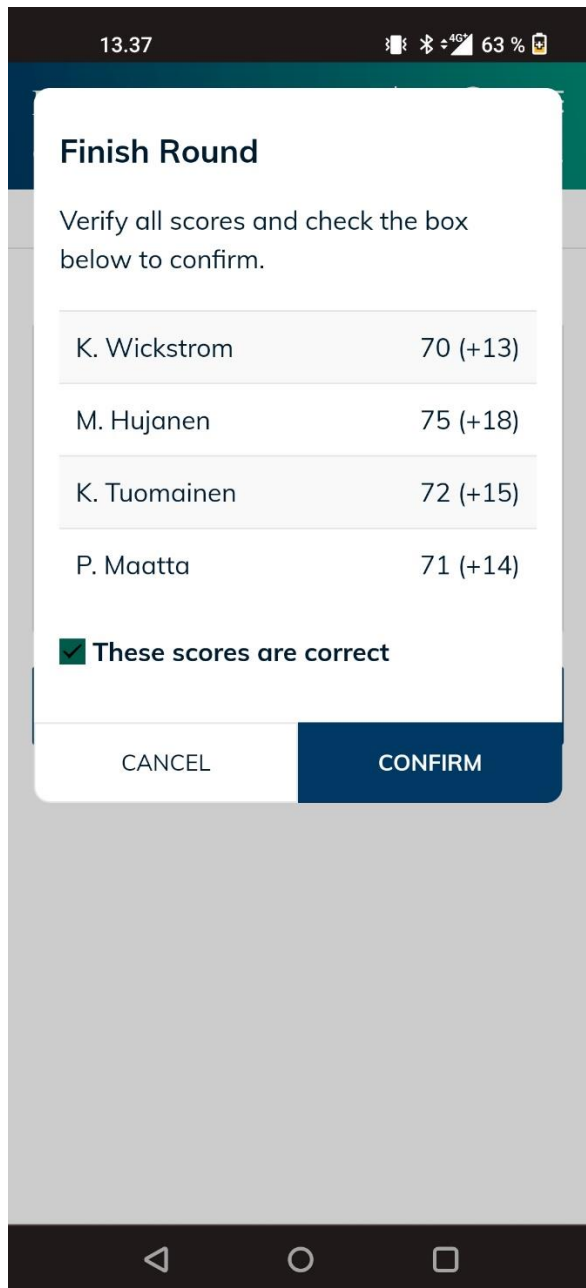 13.37 4G+ 63 %
Finish Round
Verify all scores and check the box
below to confirm.
K. Wickstrom 70 (+13)
M. Hujanen 75 (+18)
K. Tuomainen 72 (+15)
P. Maatta 71 (+14)
These scores are correct
CANCEL CONFIRM